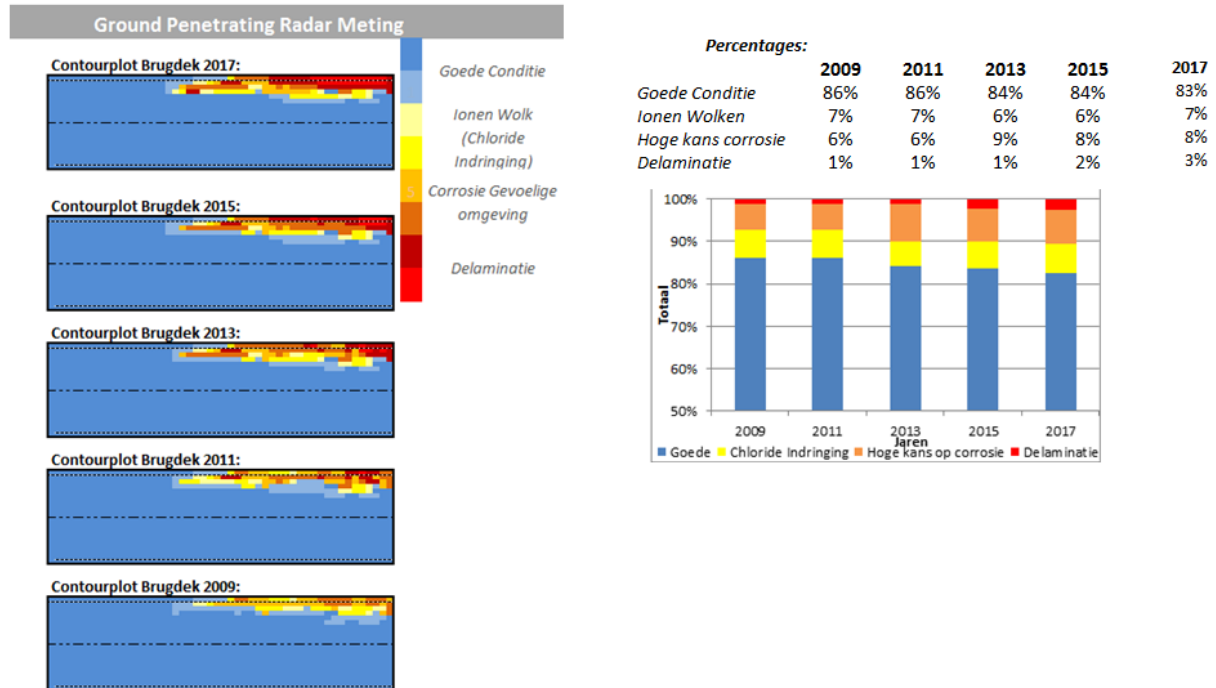 Ground Penetrating Radar Meting
Contourplot Brugdek 2017:
Goede Conditie
Ionen Wolk
(Chloride
Indringing)
5
Corrosie Gevoelige
omgeving
Delaminatie
Contourplot Brugdek 2015:
Contourplot Brugdek 2013:
Contourplot Brugdek 2011:
Contourplot Brugdek 2009:
Percentages:
2009 2011 2013 2015 2017
Goede Conditie 86% 86% 84% 84% 83%
Ionen Wolken 7% 7% 6% 6% 7%
Hoge kans corrosie 6% 6% 9% 8% 8%
Delaminatie 1% 1% 1% 2% 3%
100%
90%
80%
70%
60%
50%
Totaal
2009 2011 2013 2015 2017
Jaren
Goede Chloride Indringing Hoge kans op corrosie Delaminatie